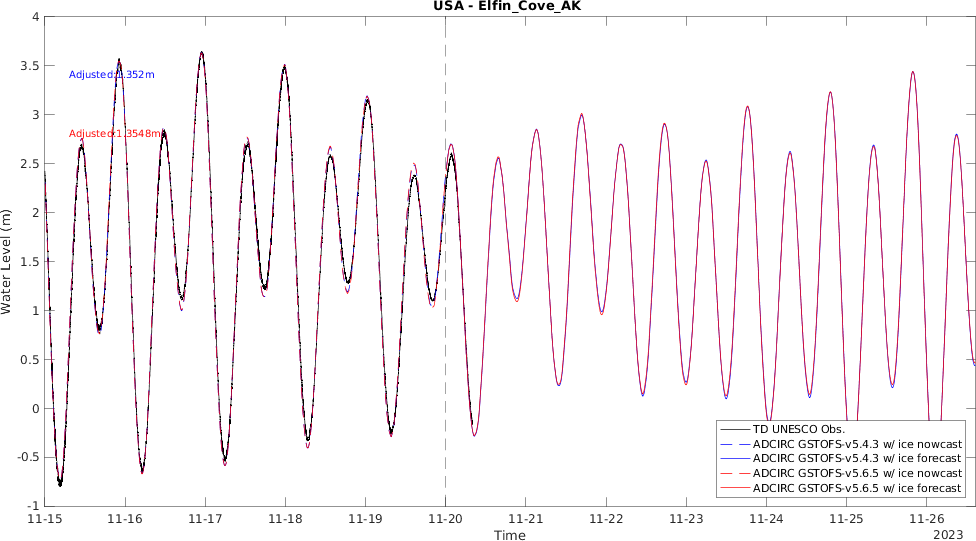 USA - Elfin_Cove_AK
4
3.5
3
2.5
2
1.5
1
0.5
0
-0.5
-1
Water Level (m)
Adjusted:1.352m
Adjusted:1.3548m
11-15 11-16 11-17 11-18 11-19 11-20 11-21 11-22 11-23 11-24 11-25 11-26
Time
2023
TD UNESCO Obs.
ADCIRC GSTOFS-v5.4.3 w/ ice nowcast
ADCIRC GSTOFS-v5.4.3 w/ ice forecast
ADCIRC GSTOFS-v5.6.5 w/ ice nowcast
ADCIRC GSTOFS-v5.6.5 w/ ice forecast